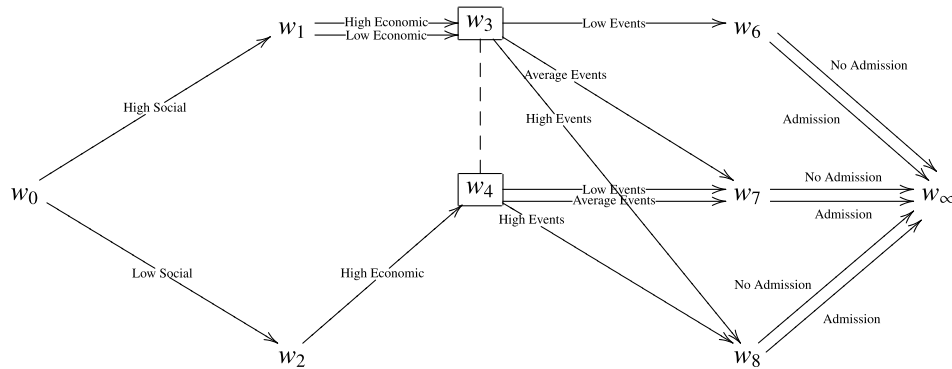 w1
High Economic
Low Economic
w3
Low Events
w6
No Admission
Average Events
High Social
High Events
Admission
w0
w4
Low Events
Average Events
w7
No Admission
Admission
w∞
High Events
Low Social
High Economic
No Admission
Admission
w2
w8